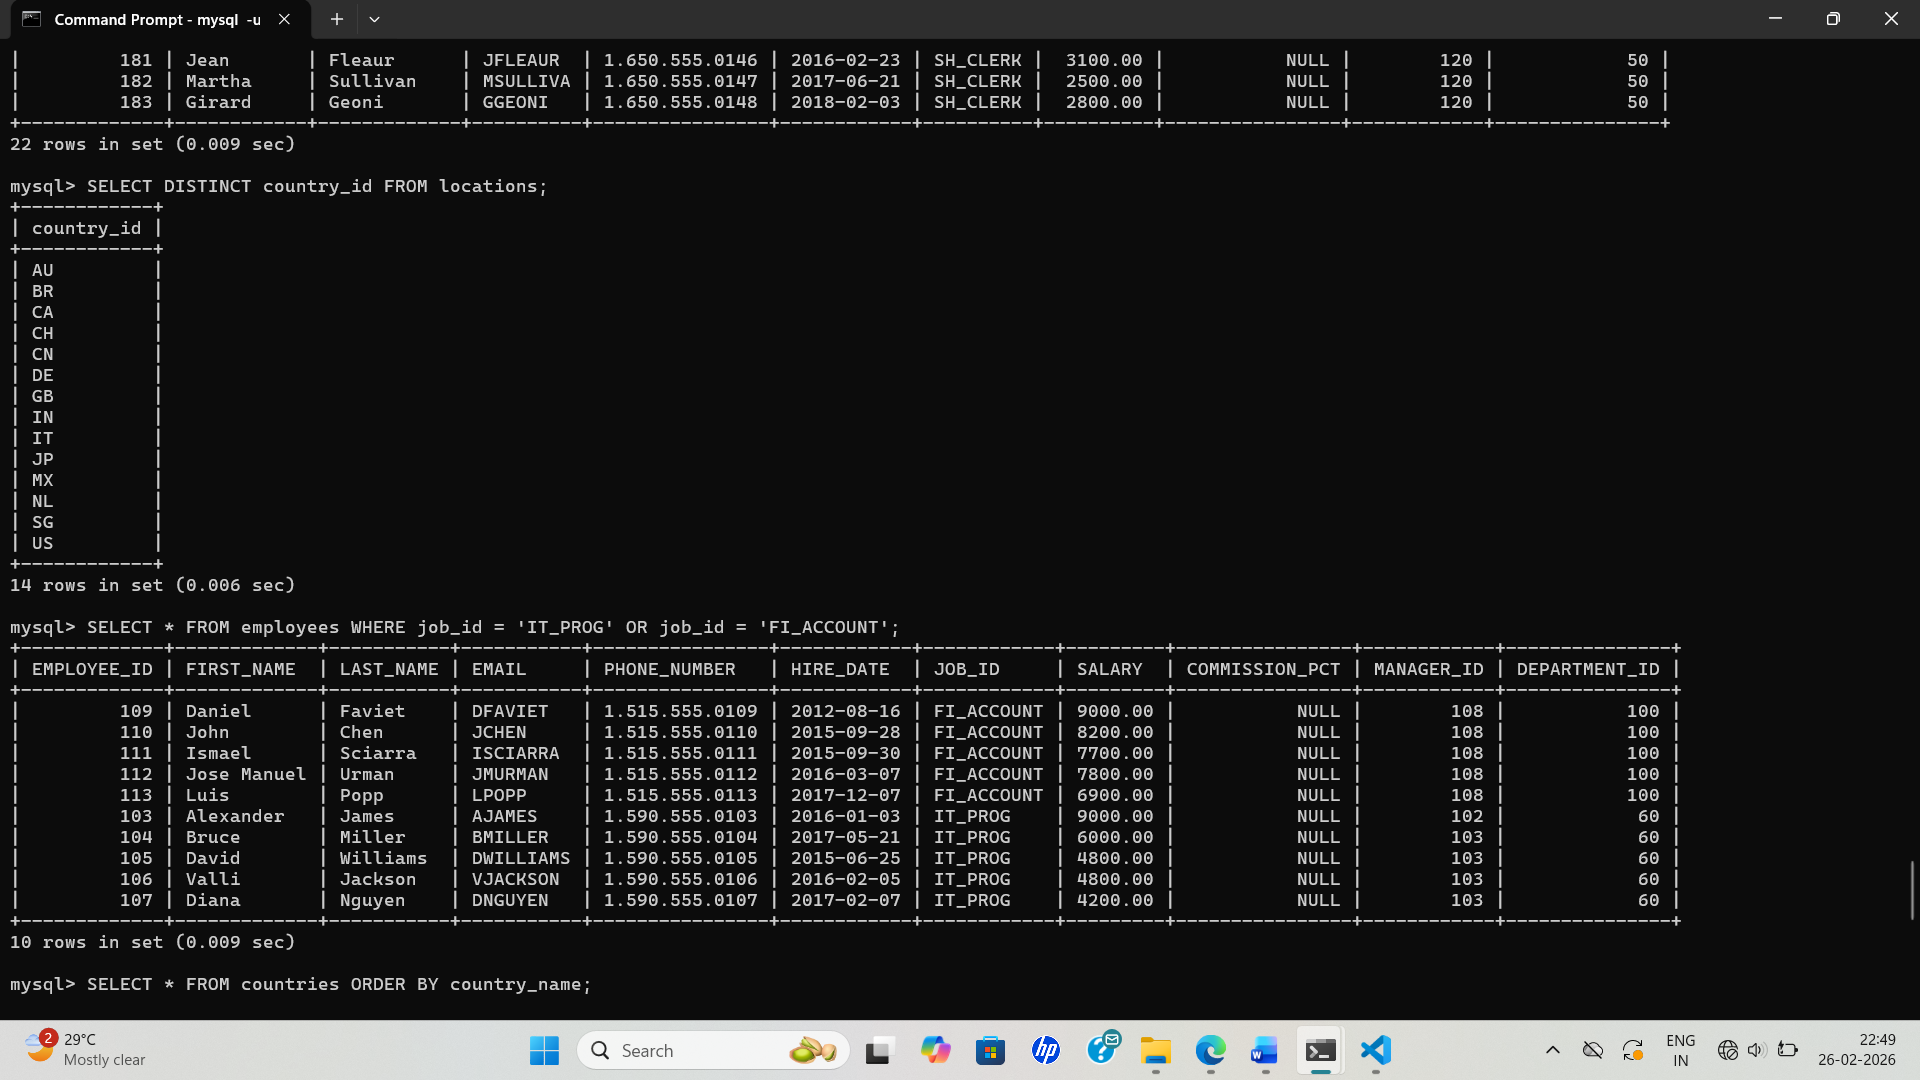 Command Prompt - mysql -u
|          181 | Jean       | Fleaur      | JFLEAUR  | 1.650.555.0146 | 2016-02-23 | SH_CLERK |  3100.00 |           NULL |        120 |            50 |
|          182 | Martha     | Sullivan    | MSULLIVA | 1.650.555.0147 | 2017-06-21 | SH_CLERK |  2500.00 |           NULL |        120 |            50 |
|          183 | Girard     | Geoni       | GGEONI   | 1.650.555.0148 | 2018-02-03 | SH_CLERK |  2800.00 |           NULL |        120 |            50 |
+-------------+------------+-------------+----------+----------------+------------+----------+----------+----------------+------------+---------------+
22 rows in set (0.009 sec)
mysql> SELECT DISTINCT country_id FROM locations;
+------------+
| country_id |
+------------+
| AU         |
| BR         |
| CA         |
| CH         |
| CN         |
| DE         |
| GB         |
| IN         |
| IT         |
| JP         |
| MX         |
| NL         |
| SG         |
| US         |
+------------+
14 rows in set (0.006 sec)
mysql> SELECT * FROM employees WHERE job_id = 'IT_PROG' OR job_id = 'FI_ACCOUNT';
+-------------+-------------+-----------+-----------+----------------+------------+------------+---------+----------------+------------+---------------+
| EMPLOYEE_ID | FIRST_NAME  | LAST_NAME | EMAIL     | PHONE_NUMBER   | HIRE_DATE  | JOB_ID     | SALARY  | COMMISSION_PCT | MANAGER_ID | DEPARTMENT_ID |
+-------------+-------------+-----------+-----------+----------------+------------+------------+---------+----------------+------------+---------------+
|         109 | Daniel      | Faviet    | DFAVIET   | 1.515.555.0109 | 2012-08-16 | FI_ACCOUNT | 9000.00 |           NULL |        108 |           100 |
|         110 | John        | Chen      | JCHEN     | 1.515.555.0110 | 2015-09-28 | FI_ACCOUNT | 8200.00 |           NULL |        108 |           100 |
|         111 | Ismael      | Sciarra   | ISCIARRA  | 1.515.555.0111 | 2015-09-30 | FI_ACCOUNT | 7700.00 |           NULL |        108 |           100 |
|         112 | Jose Manuel | Urman     | JMURMAN   | 1.515.555.0112 | 2016-03-07 | FI_ACCOUNT | 7800.00 |           NULL |        108 |           100 |
|         113 | Luis        | Popp      | LPOPP     | 1.515.555.0113 | 2017-12-07 | FI_ACCOUNT | 6900.00 |           NULL |        108 |           100 |
|         103 | Alexander   | James     | AJAMES    | 1.590.555.0103 | 2016-01-03 | IT_PROG    | 9000.00 |           NULL |        102 |            60 |
|         104 | Bruce       | Miller    | BMILLER   | 1.590.555.0104 | 2017-05-21 | IT_PROG    | 6000.00 |           NULL |        103 |            60 |
|         105 | David       | Williams  | DWILLIAMS | 1.590.555.0105 | 2015-06-25 | IT_PROG    | 4800.00 |           NULL |        103 |            60 |
|         106 | Valli       | Jackson   | VJACKSON  | 1.590.555.0106 | 2016-02-05 | IT_PROG    | 4800.00 |           NULL |        103 |            60 |
|         107 | Diana       | Nguyen    | DNGUYEN   | 1.590.555.0107 | 2017-02-07 | IT_PROG    | 4200.00 |           NULL |        103 |            60 |
+-------------+-------------+-----------+-----------+----------------+------------+------------+---------+----------------+------------+---------------+
10 rows in set (0.009 sec)
mysql> SELECT * FROM countries ORDER BY country_name;
2
29°C
Mostly clear
Search
hp
W
ENG
IN
22:49
26-02-2026